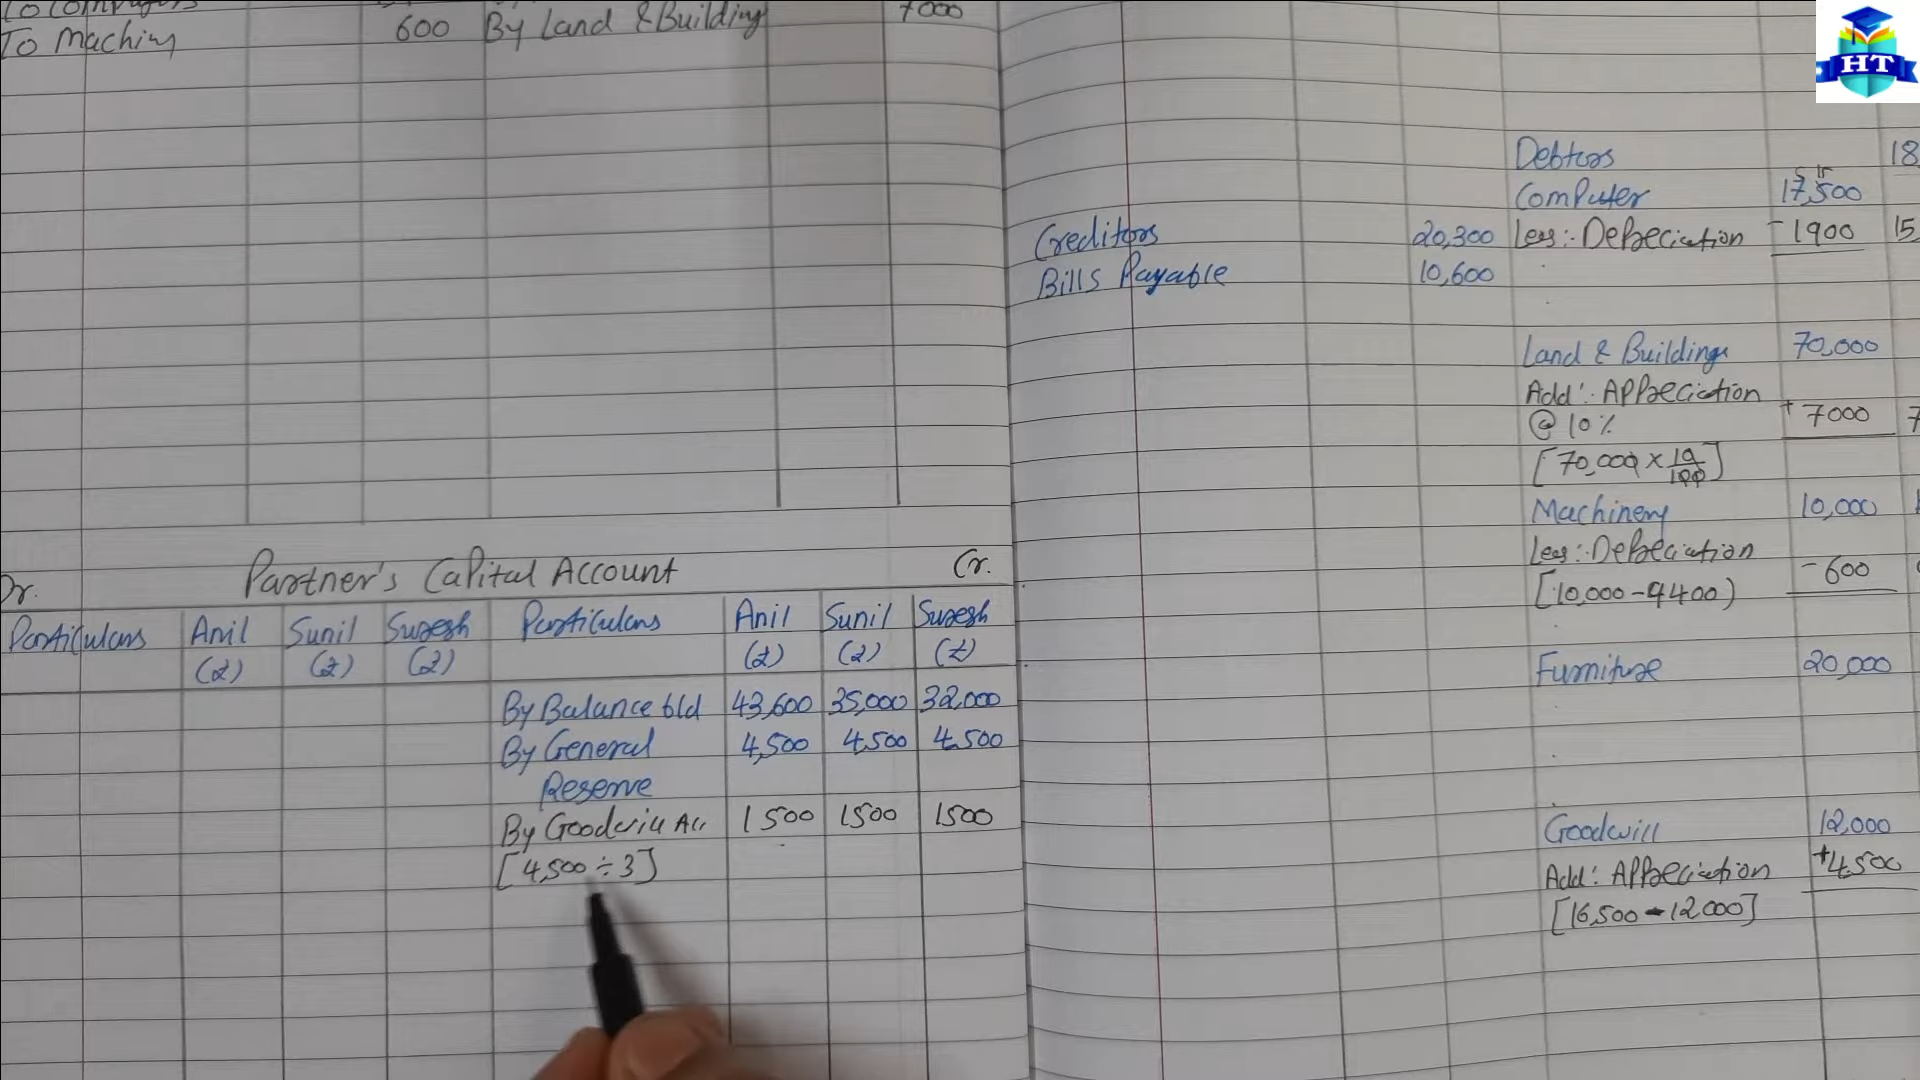 To Computers
To Machiny 600 By Land & Building 7000
Partner's Capital Account
Dr. Cr.
Particulars Anil Sunil Suresh Particulars Anil Sunil Suresh
(₹) (₹) (₹) (₹) (₹) (₹)
By Balance b/d 43,600 35,000 32,000
By General 4,500 4,500 4,500
Reserve
By Goodwill A/c 1500 1500 1500
[4,500 ÷ 3]
HT
Debtors 18
Computer 17,500
Creditors 20,300 Less:- Depreciation - 1900 15,
Bills Payable 10,600
Land & Buildings 70,000
Add:- Appreciation
@ 10% + 7000 7
[70,000 × 10/100]
Machinery 10,000
Less:- Depreciation
[10,000 - 9400) - 600
Furniture 20,000
Goodwill 12,000
Add: Appreciation +4,500
[16,500 - 12000]